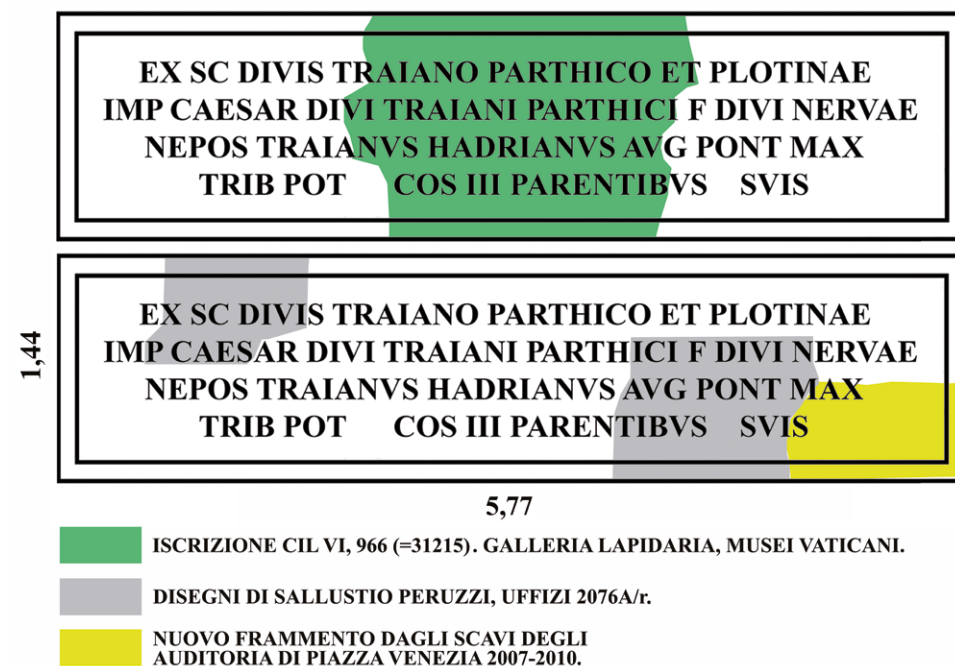 EX SC DIVIS TRAIANO PARTHICO ET PLOTINAE
IMP CAESAR DIVI TRAIANI PARTHICI F DIVI NERVAE
NEPOS TRAIANVS HADRIANVS AVG PONT MAX
TRIB POT COS III PARENTIBVS SVIS
EX SC DIVIS TRAIANO PARTHICO ET PLOTINAE
IMP CAESAR DIVI TRAIANI PARTHICI F DIVI NERVAE
NEPOS TRAIANVS HADRIANVS AVG PONT MAX
TRIB POT COS III PARENTIBVS SVIS
1,44
5,77
ISCRIZIONE CIL VI, 966 (=31215). GALLERIA LAPIDARIA, MUSEI VATICANI.
DISEGNI DI SALLUSTIO PERUZZI, UFFIZI 2076A/r.
NUOVO FRAMMENTO DAGLI SCAVI DEGLI
AUDITORIA DI PIAZZA VENEZIA 2007-2010.